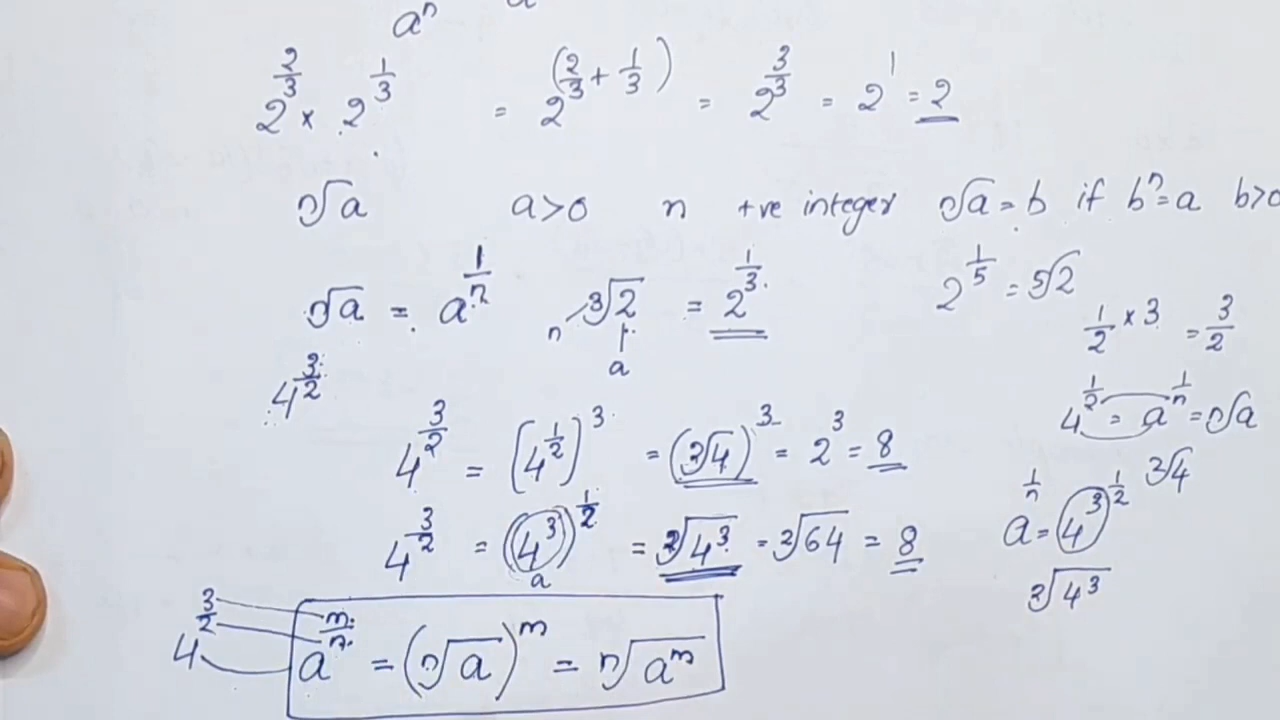 aⁿ
2^(2/3) × 2^(1/3) = 2^(2/3 + 1/3) = 2^(3/3) = 2¹ = 2
ⁿ√a a>0 n +ve integer ⁿ√a = b if bⁿ = a b>0
ⁿ√a = a^(1/n) ³√2 = 2^(1/3) 2^(1/5) = ⁵√2
n a
1/2 × 3 = 3/2
4^(3/2)
4^(1/2) = a^(1/n) = ⁿ√a
4^(3/2) = [4^(1/2)]³ = (²√4)³ = 2³ = 8
²√4
4^(3/2) = ((4³))^(1/2) = ²√4³ = ²√64 = 8
a
a^(1/n) = (4³)^(1/2)
²√4³
4^(3/2) a^(m/n) = (ⁿ√a)^m = ⁿ√a^m